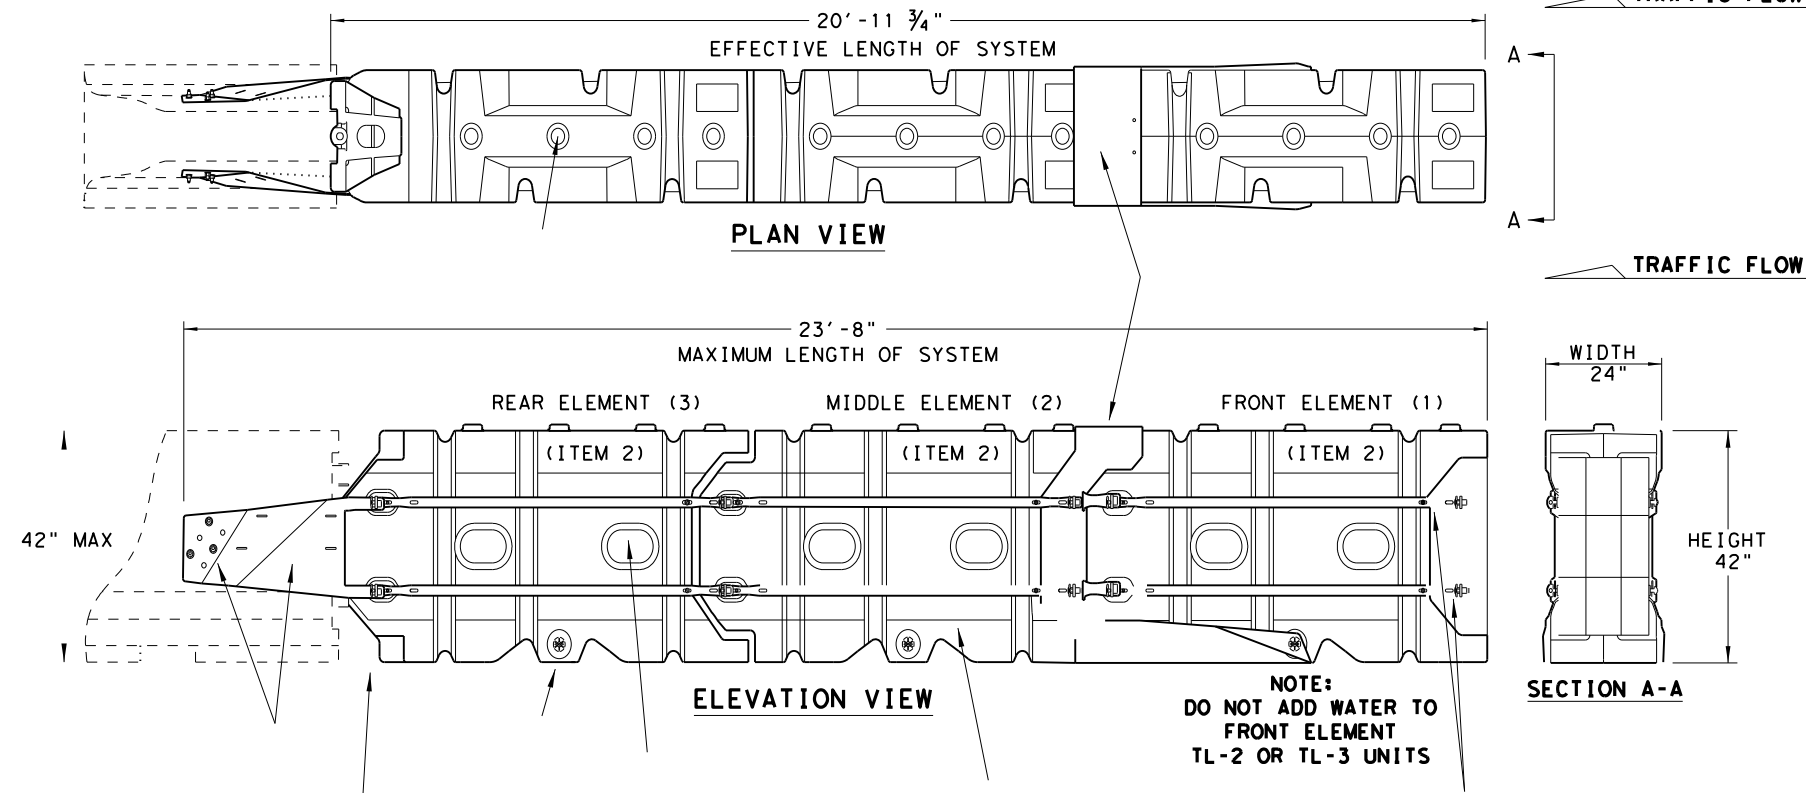 TRAFFIC FLOW
20'-11 ¾"
EFFECTIVE LENGTH OF SYSTEM
A
A
PLAN VIEW
TRAFFIC FLOW
23'-8"
MAXIMUM LENGTH OF SYSTEM
WIDTH
24"
REAR ELEMENT (3)
MIDDLE ELEMENT (2)
FRONT ELEMENT (1)
(ITEM 2)
(ITEM 2)
(ITEM 2)
42" MAX
HEIGHT
42"
ELEVATION VIEW
NOTE:
DO NOT ADD WATER TO
FRONT ELEMENT
TL-2 OR TL-3 UNITS
SECTION A-A